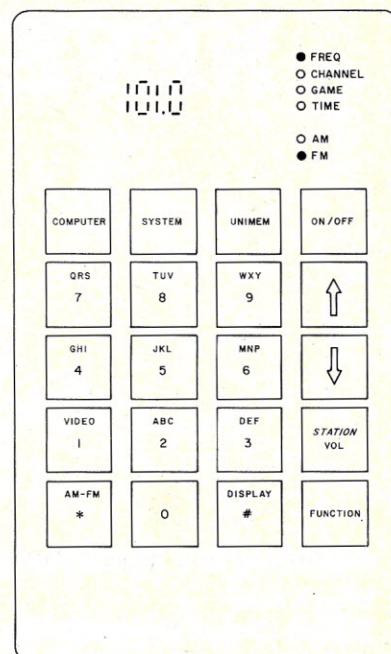 FREQ
CHANNEL
101.0
GAME
TIME
AM
FM
COMPUTER SYSTEM UNIMEM ON/OFF
QRS TUV WXY
7 8 9
GHI JKL MNP
4 5 6
VIDEO ABC DEF STATION
1 2 3 VOL
AM-FM DISPLAY
* 0 # FUNCTION